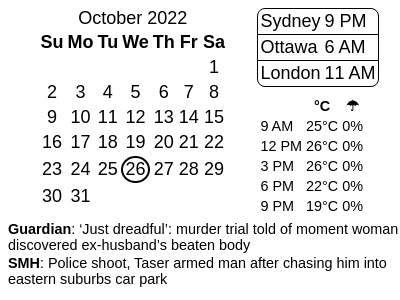 October 2022
Su Mo Tu We Th Fr Sa
1
2 3 4 5 6 7 8
9 10 11 12 13 14 15
16 17 18 19 20 21 22
23 24 25 26 27 28 29
30 31
Sydney 9 PM
Ottawa 6 AM
London 11 AM
°C ☂
9 AM 25°C 0%
12 PM 26°C 0%
3 PM 26°C 0%
6 PM 22°C 0%
9 PM 19°C 0%
Guardian: ‘Just dreadful’: murder trial told of moment woman
discovered ex-husband’s beaten body
SMH: Police shoot, Taser armed man after chasing him into
eastern suburbs car park